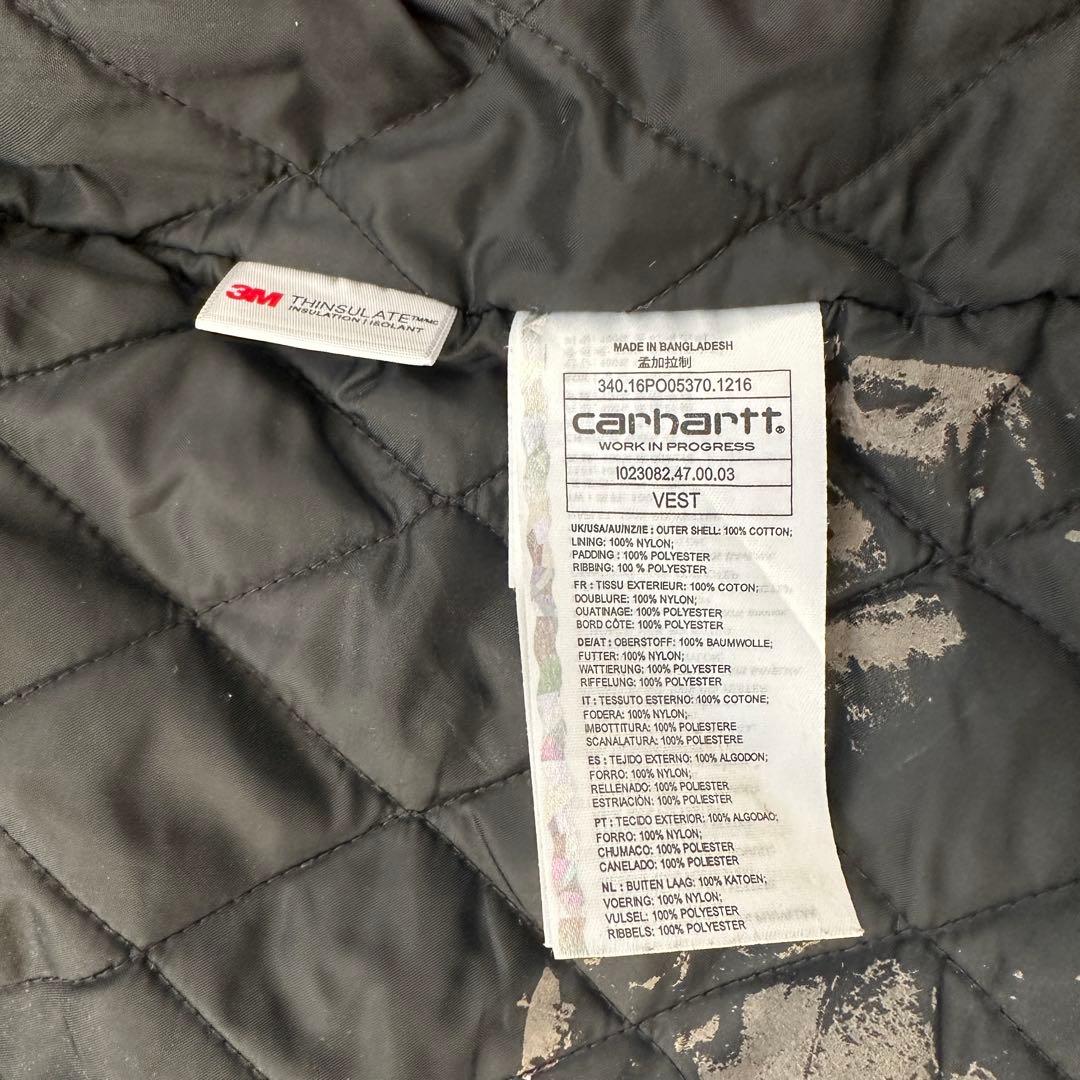 3M THINSULATE™/MC
INSULATION | ISOLANT
MADE IN BANGLADESH
孟加拉制
340.16PO05370.1216
carhartt®
WORK IN PROGRESS
I023082.47.00.03
VEST
UK/USA/AU/NZ/IE : OUTER SHELL: 100% COTTON;
LINING: 100% NYLON;
PADDING : 100% POLYESTER
RIBBING: 100 % POLYESTER
FR : TISSU EXTERIEUR: 100% COTON;
DOUBLURE: 100% NYLON;
OUATINAGE: 100% POLYESTER
BORD CÔTE: 100% POLYESTER
DE/AT : OBERSTOFF: 100% BAUMWOLLE;
FUTTER: 100% NYLON;
WATTIERUNG: 100% POLYESTER
RIFFELUNG: 100% POLYESTER
IT : TESSUTO ESTERNO: 100% COTONE;
FODERA: 100% NYLON;
IMBOTTITURA: 100% POLIESTERE
SCANALATURA: 100% POLIESTERE
ES : TEJIDO EXTERNO: 100% ALGODON;
FORRO: 100% NYLON;
RELLENADO: 100% POLIESTER
ESTRIACIÓN: 100% POLIESTER
PT : TECIDO EXTERIOR: 100% ALGODAO;
FORRO: 100% NYLON;
CHUMACO: 100% POLIESTER
CANELADO: 100% POLIESTER
NL : BUITEN LAAG: 100% KATOEN;
VOERING: 100% NYLON;
VULSEL: 100% POLYESTER
RIBBELS: 100% POLYESTER